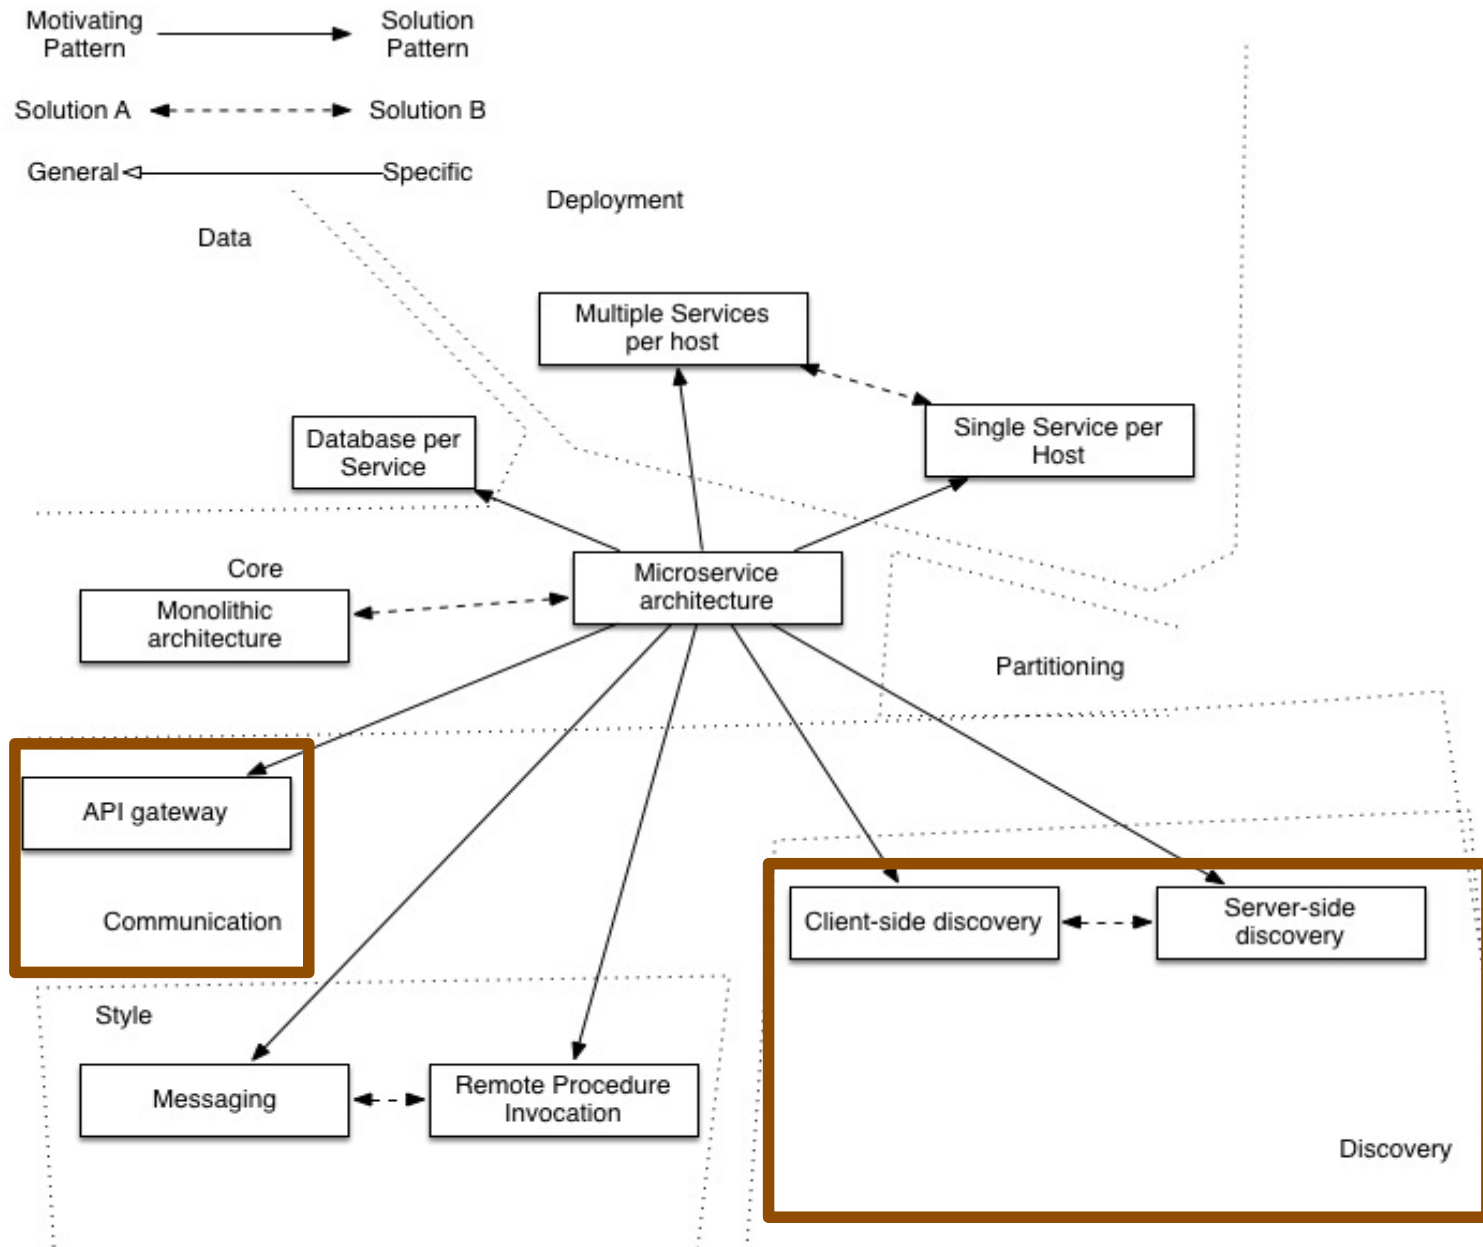 Motivating
Pattern
Solution
Pattern
Solution A
Solution B
General
Specific
Deployment
Data
Multiple Services
per host
Database per
Service
Single Service per
Host
Core
Microservice
architecture
Monolithic
architecture
Partitioning
API gateway
Communication
Client-side discovery
Server-side
discovery
Style
Messaging
Remote Procedure
Invocation
Discovery